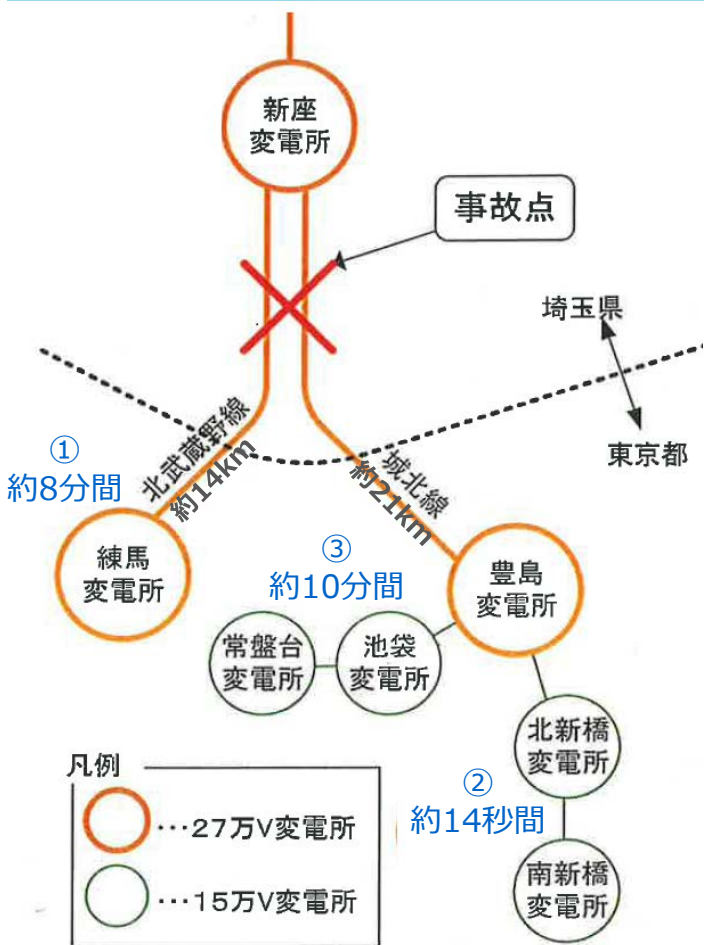 新座
変電所
事故点
埼玉県
東京都
北武蔵野線
約14km
城北線
約21km
①
約8分間
練馬
変電所
③
約10分間
豊島
変電所
常盤台
変電所
池袋
変電所
北新橋
変電所
②
約14秒間
南新橋
変電所
凡例
…27万V変電所
…15万V変電所